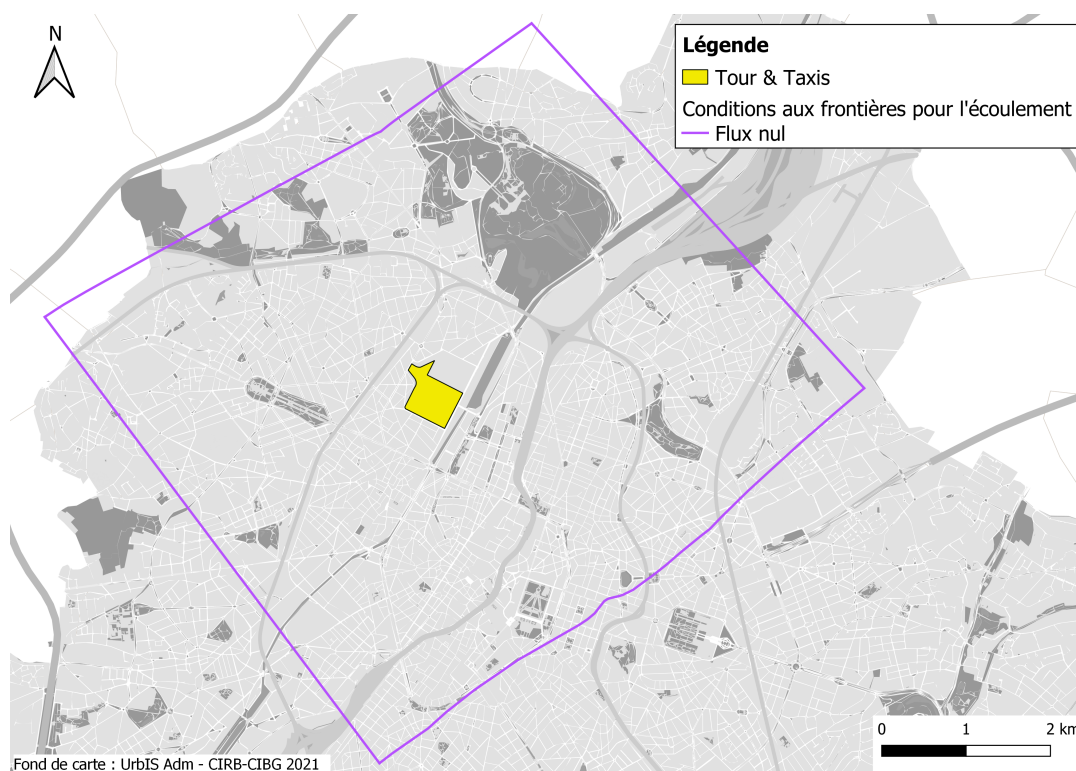 N
Légende
Tour & Taxis
Conditions aux frontières pour l'écoulement
Flux nul
0 1 2 km
Fond de carte : UrbIS Adm - CIRB-CIBG 2021